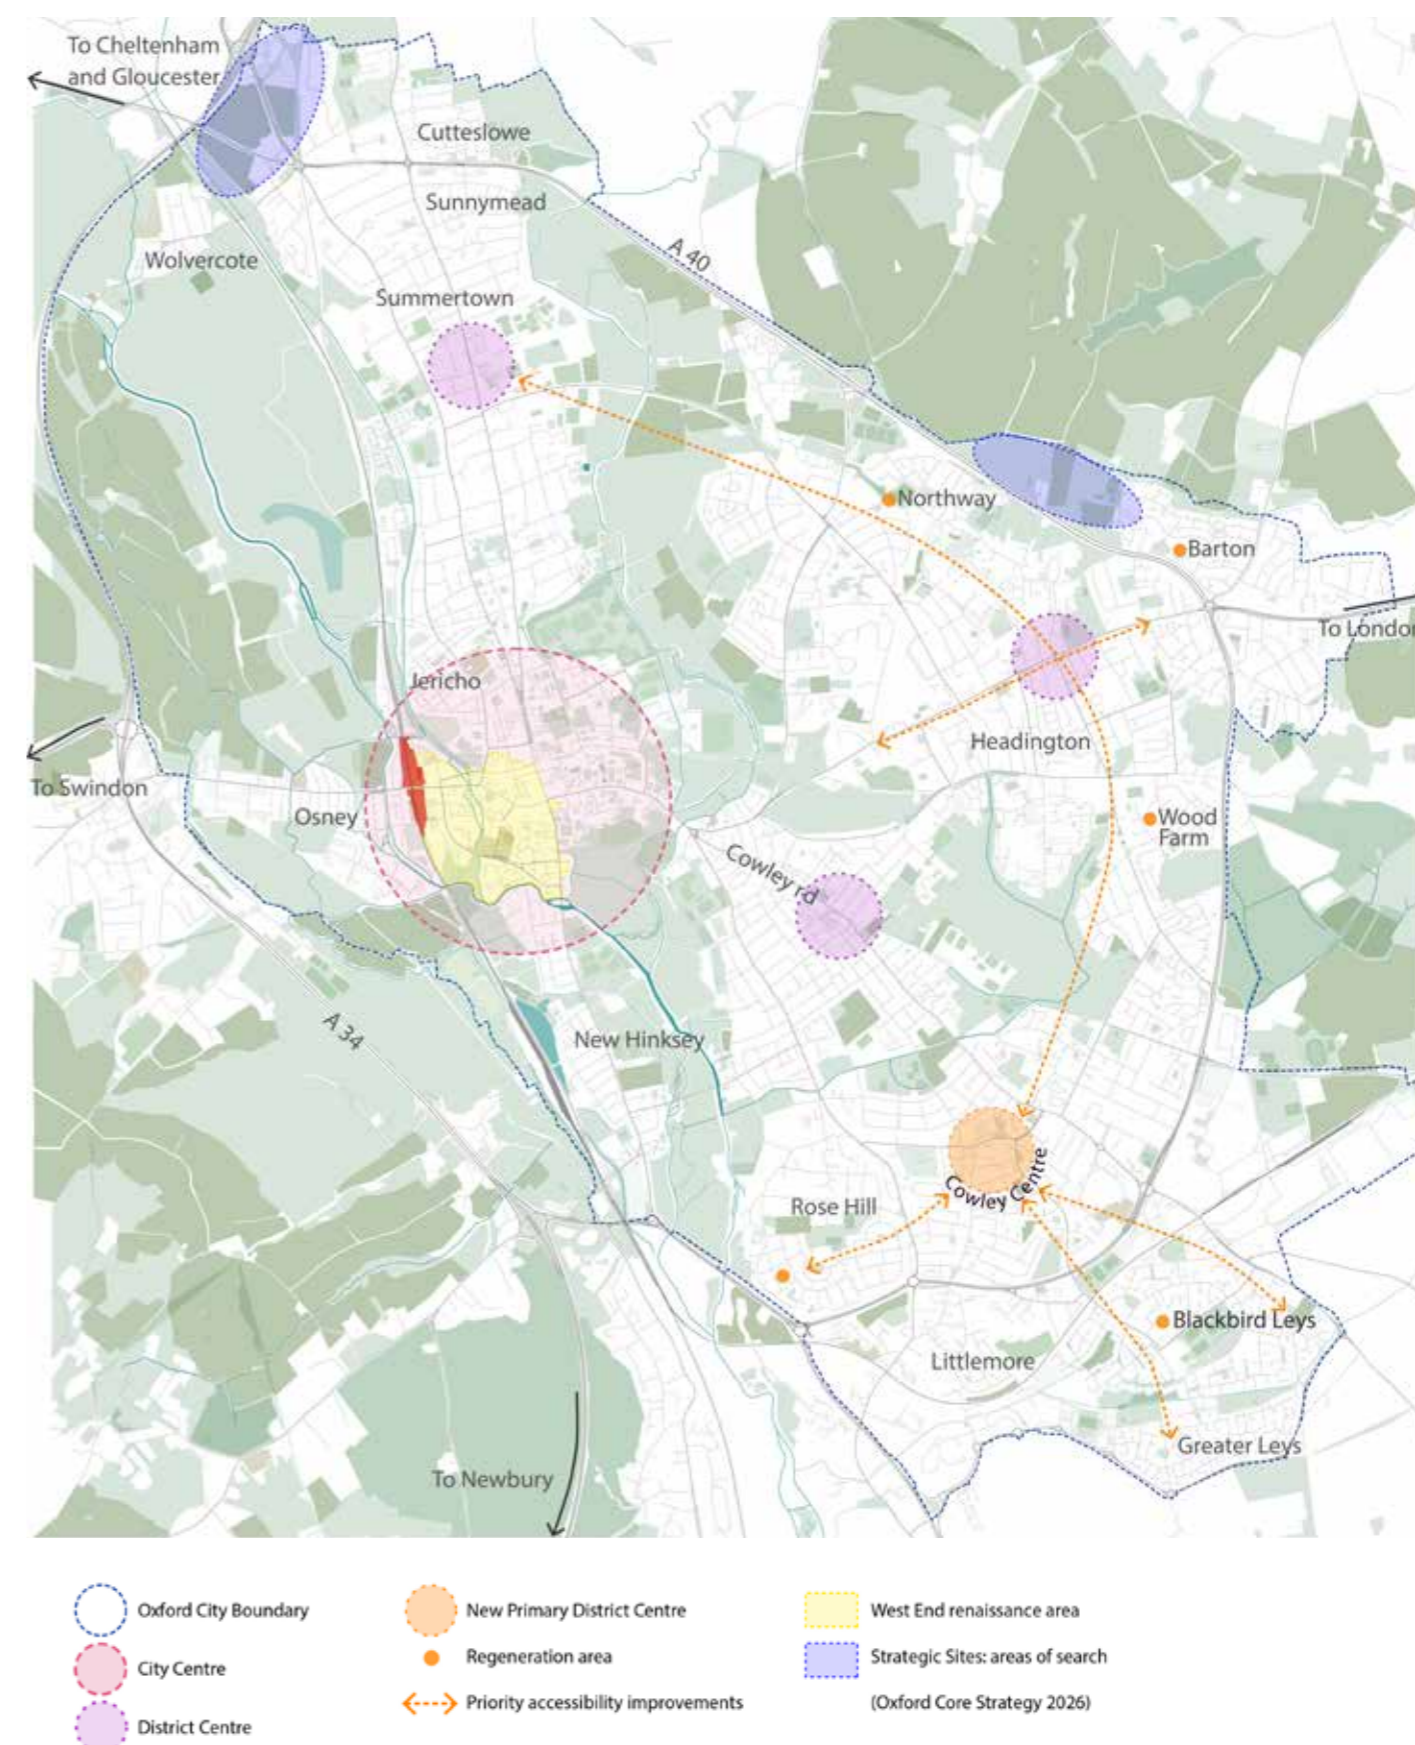 To Cheltenham
and Gloucester
Cutteslowe
Sunnymead
A 40
Wolvercote
Summertown
Northway
Barton
To London
Jericho
Headington
To Swindon
Osney
Wood
Farm
Cowley rd
A 34
New Hinksey
Cowley Centre
Rose Hill
Blackbird Leys
Littlemore
Greater Leys
To Newbury
Oxford City Boundary
City Centre
District Centre
New Primary District Centre
Regeneration area
Priority accessibility improvements
West End renaissance area
Strategic Sites: areas of search
(Oxford Core Strategy 2026)